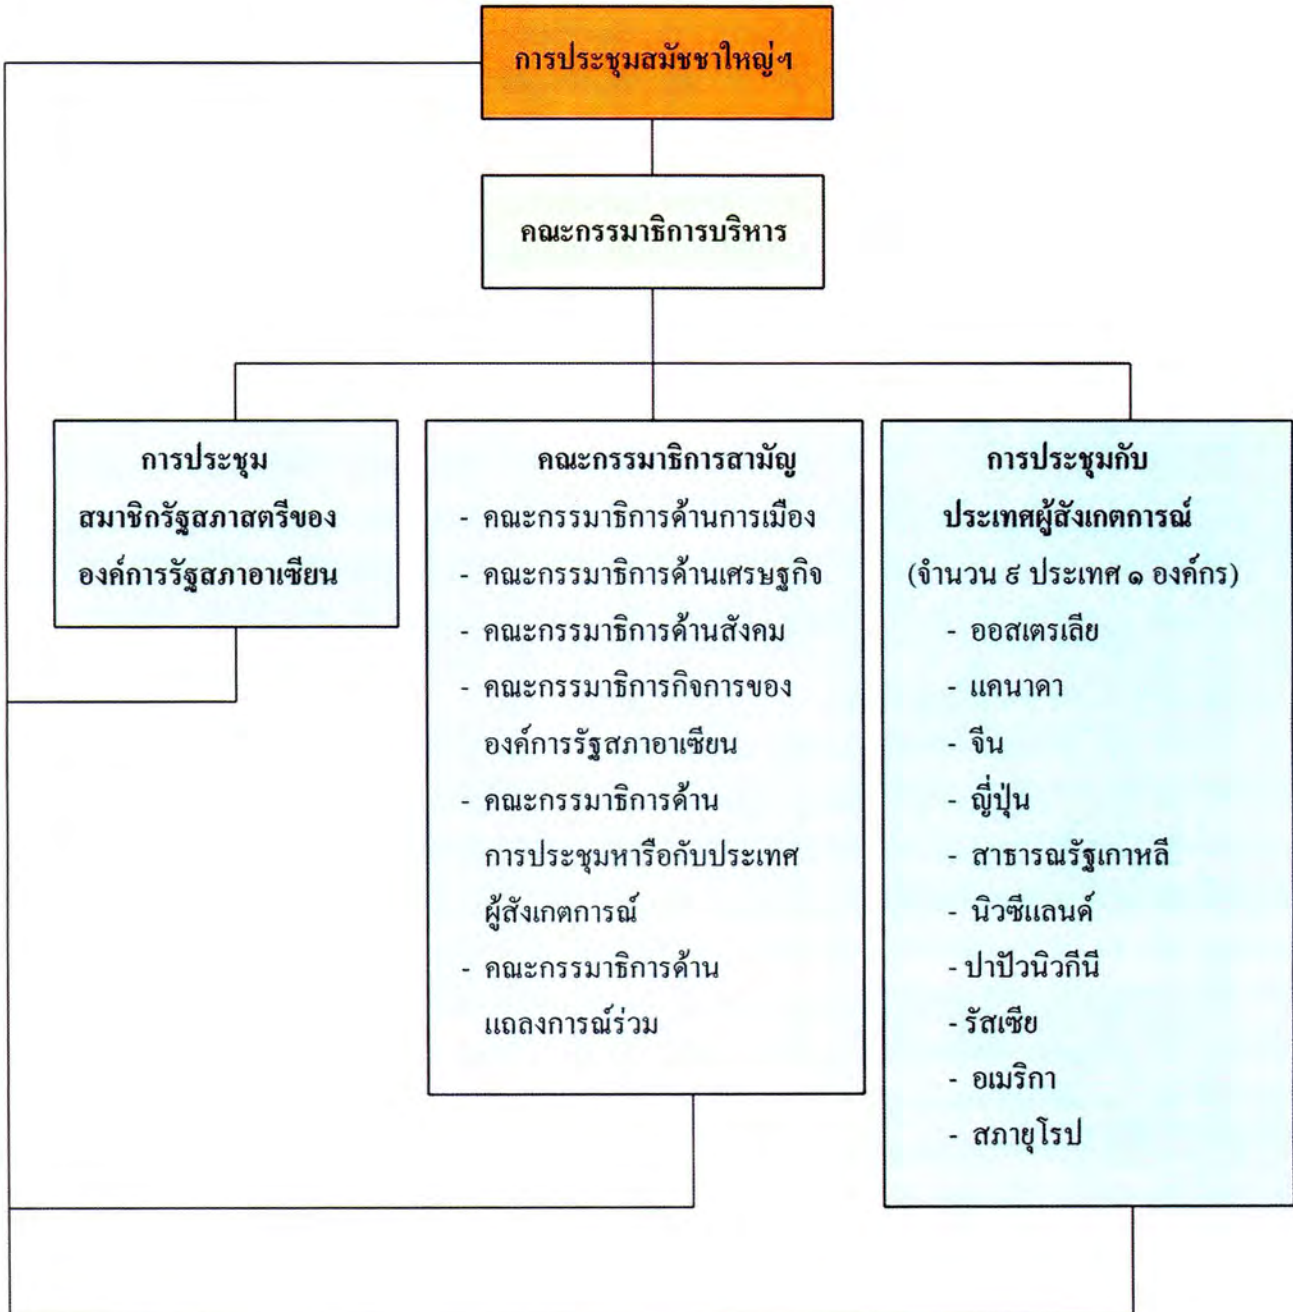 การประชุมสมัชชาใหญ่ฯ
คณะกรรมาธิการบริหาร
การประชุม
สมาชิกรัฐสภาสตรีของ
องค์การรัฐสภาอาเซียน
คณะกรรมาธิการสามัญ
- คณะกรรมาธิการด้านการเมือง
- คณะกรรมาธิการด้านเศรษฐกิจ
- คณะกรรมาธิการด้านสังคม
- คณะกรรมาธิการกิจการของ
องค์การรัฐสภาอาเซียน
- คณะกรรมาธิการด้าน
การประชุมหารือกับประเทศ
ผู้สังเกตการณ์
- คณะกรรมาธิการด้าน
แถลงการณ์ร่วม
การประชุมกับ
ประเทศผู้สังเกตการณ์
(จำนวน ๙ ประเทศ ๑ องค์กร)
- ออสเตรเลีย
- แคนาดา
- จีน
- ญี่ปุ่น
- สาธารณรัฐเกาหลี
- นิวซีแลนด์
- ปาปัวนิวกีนี
- รัสเซีย
- อเมริกา
- สภายุโรป